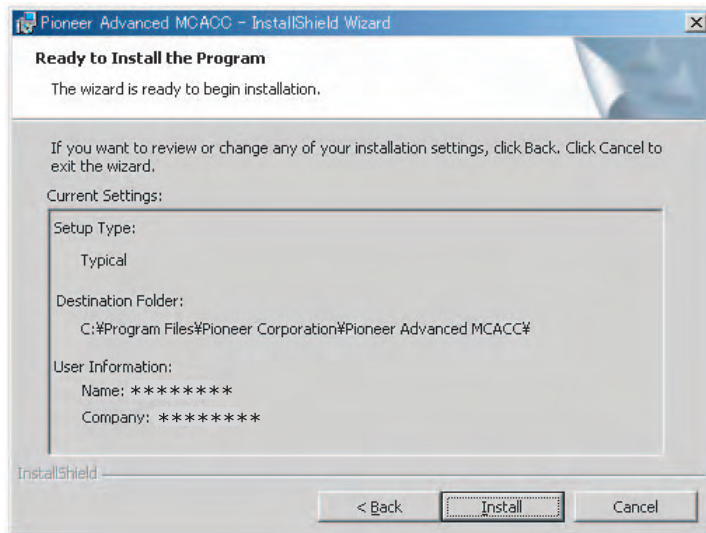 Pioneer Advanced MCACC - InstallShield Wizard
Ready to Install the Program
The wizard is ready to begin installation.
If you want to review or change any of your installation settings, click Back. Click Cancel to
exit the wizard.
Current Settings:
Setup Type:
Typical
Destination Folder:
C:¥Program Files¥Pioneer Corporation¥Pioneer Advanced MCACC¥
User Information:
Name: ********
Company: ********
InstallShield
< Back
Install
Cancel